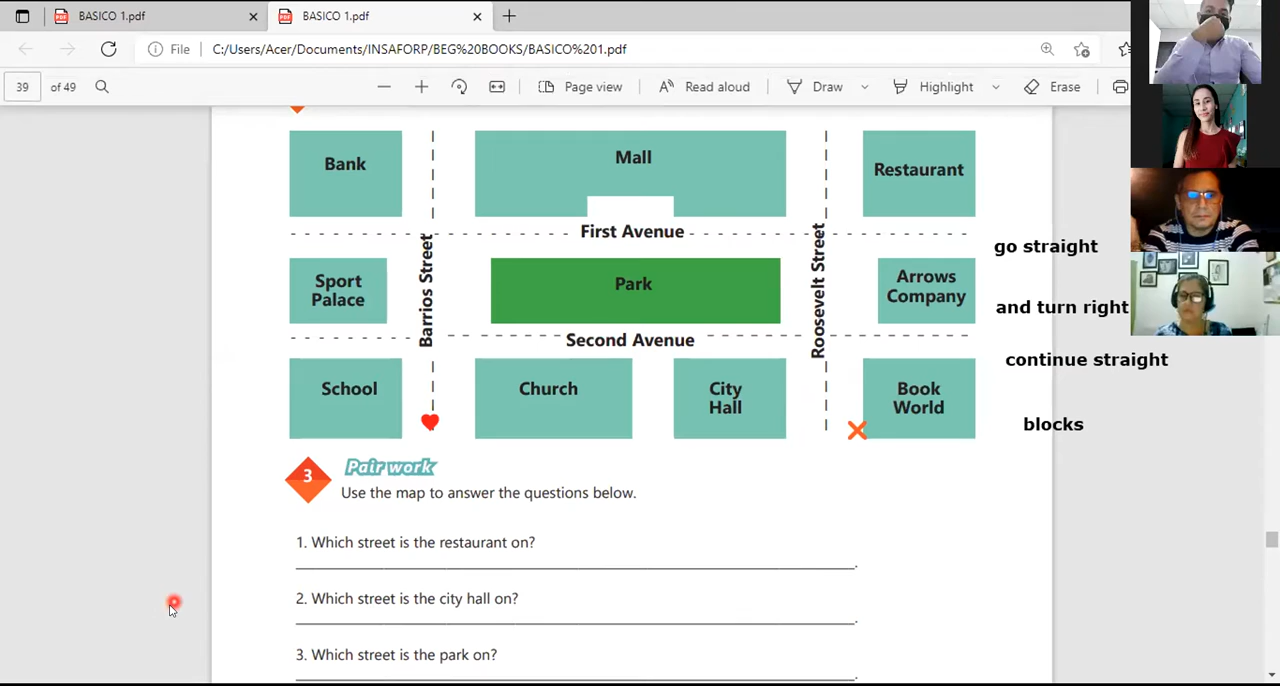 BASICO 1.pdf
BASICO 1.pdf
File C:/Users/Acer/Documents/INSAFORP/BEG%20BOOKS/BASICO%201.pdf
39 of 49 Page view Read aloud Draw Highlight Erase
Bank
Mall
Restaurant
First Avenue
Sport
Palace
Barrios Street
Park
Roosevelt Street
Arrows
Company
Second Avenue
School
Church
City
Hall
Book
World
go straight
and turn right
continue straight
blocks
3 Pair work
Use the map to answer the questions below.
1. Which street is the restaurant on?
2. Which street is the city hall on?
3. Which street is the park on?